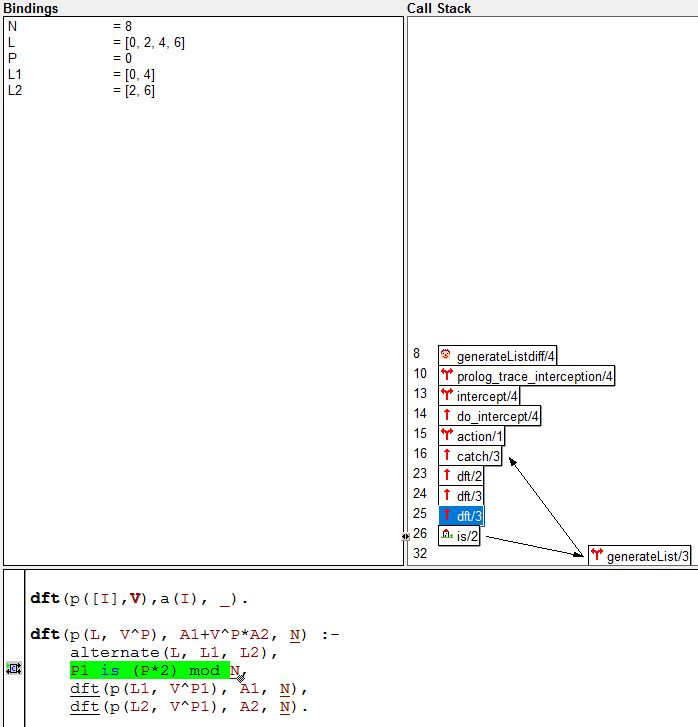 Bindings
N = 8
L = [0, 2, 4, 6]
P = 0
L1 = [0, 4]
L2 = [2, 6]
Call Stack
8 generateListdiff/4
10 prolog_trace_interception/4
13 intercept/4
14 do_intercept/4
15 action/1
16 catch/3
23 dft/2
24 dft/3
25 dft/3
26 is/2
32 generateList/3
dft(p([I],V),a(I), _).
dft(p(L, V^P), A1+V^P*A2, N) :-
alternate(L, L1, L2),
P1 is (P*2) mod N,
dft(p(L1, V^P1), A1, N),
dft(p(L2, V^P1), A2, N).